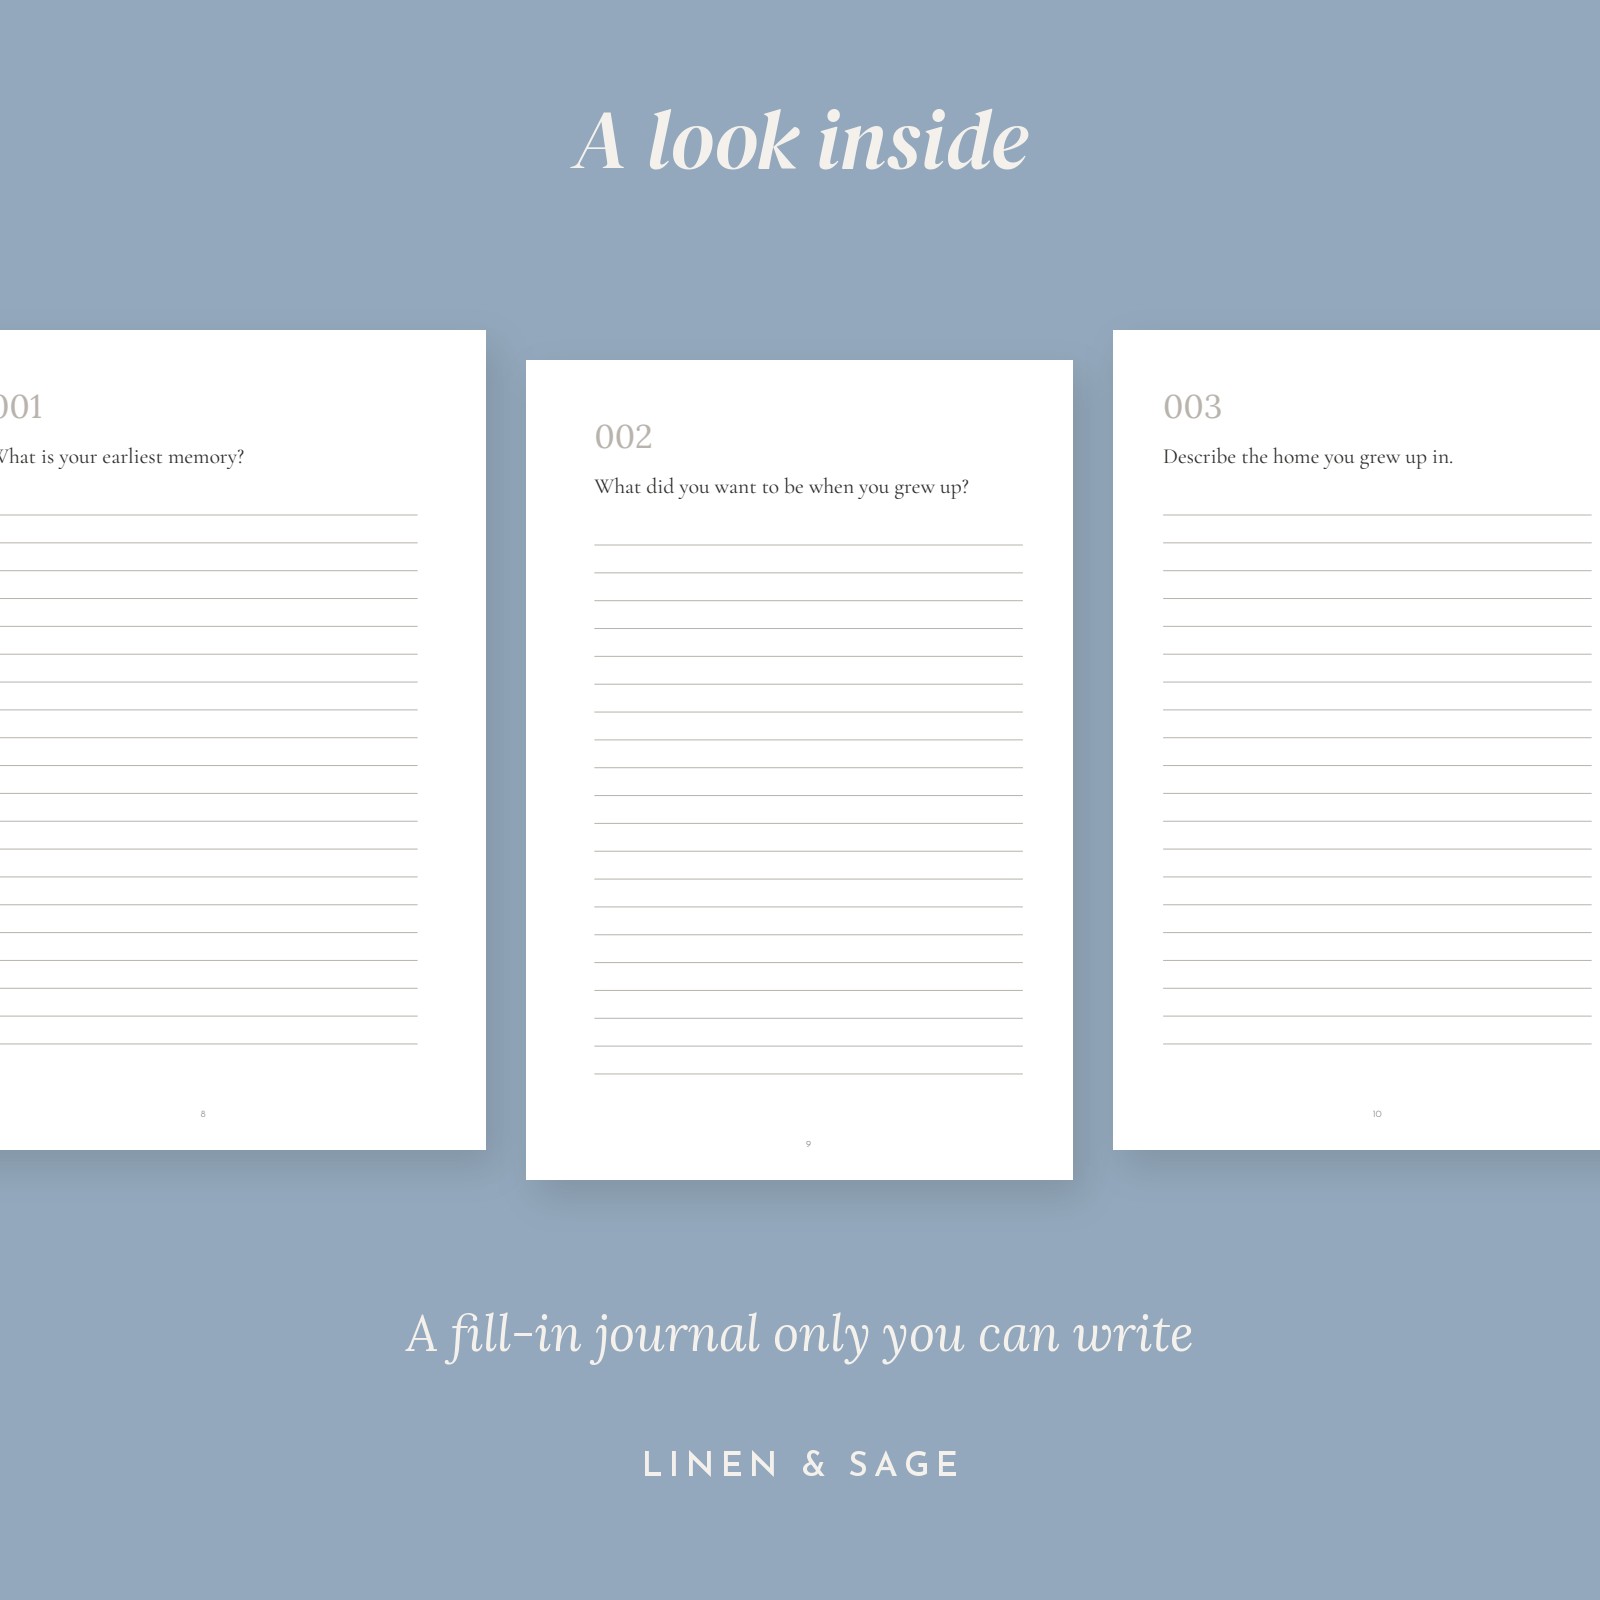 A look inside
001
What is your earliest memory?
8
002
What did you want to be when you grew up?
9
003
Describe the home you grew up in.
10
A fill-in journal only you can write
LINEN & SAGE